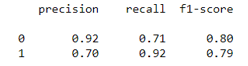 precision recall f1-score
0 0.92 0.71 0.80
1 0.70 0.92 0.79